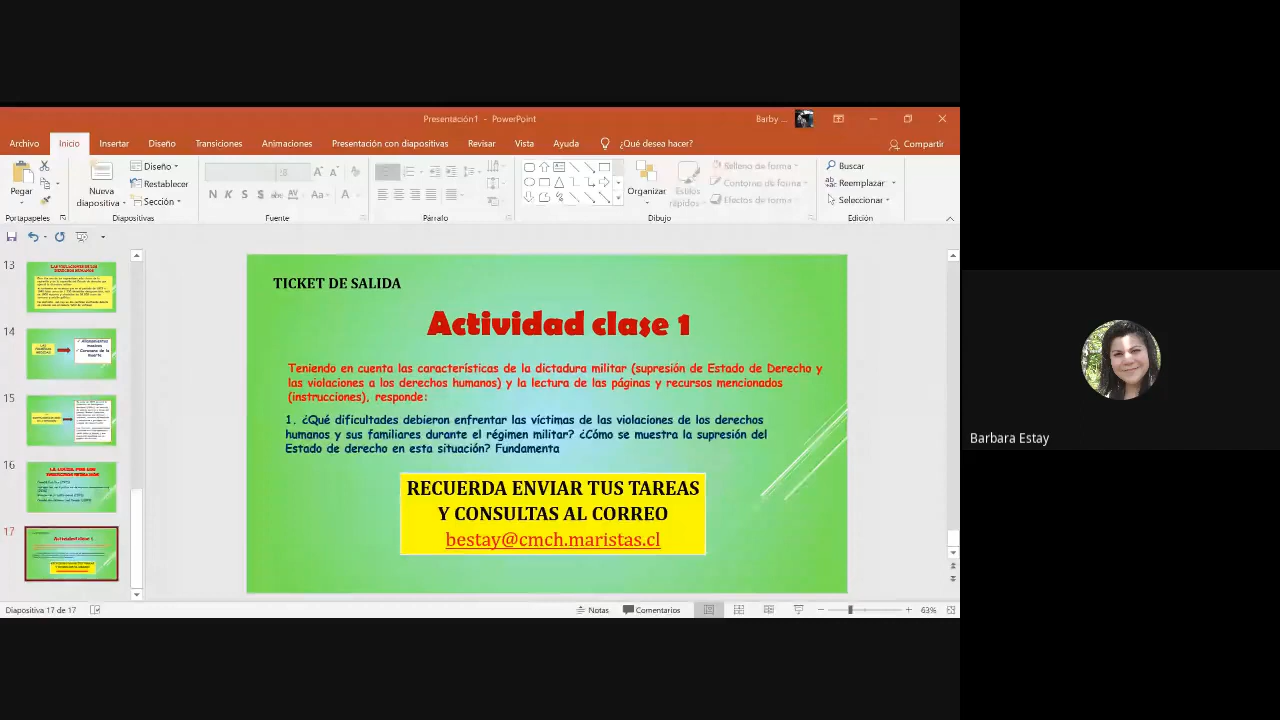 Presentación1 - PowerPoint
Barby ...
Archivo
Inicio
Insertar
Diseño
Transiciones
Animaciones
Presentación con diapositivas
Revisar
Vista
Ayuda
¿Qué desea hacer?
Compartir
Pegar
Nueva
diapositiva
Diseño
Restablecer
Sección
Organizar
Estilos
rápidos
Relleno de forma
Contorno de forma
Efectos de forma
Buscar
Reemplazar
Seleccionar
Portapapeles
Diapositivas
Fuente
Párrafo
Dibujo
Edición
13
14
15
16
17
TICKET DE SALIDA
Actividad clase 1
Teniendo en cuenta las características de la dictadura militar (supresión de Estado de Derecho y
las violaciones a los derechos humanos) y la lectura de las páginas y recursos mencionados
(instrucciones), responde:
1. ¿Qué dificultades debieron enfrentar las victimas de las violaciones de los derechos
humanos y sus familiares durante el régimen militar? ¿Cómo se muestra la supresión del
Estado de derecho en esta situación? Fundamenta
RECUERDA ENVIAR TUS TAREAS
Y CONSULTAS AL CORREO
bestay@cmch.maristas.cl
Barbara Estay
Diapositiva 17 de 17
Notas
Comentarios
63%